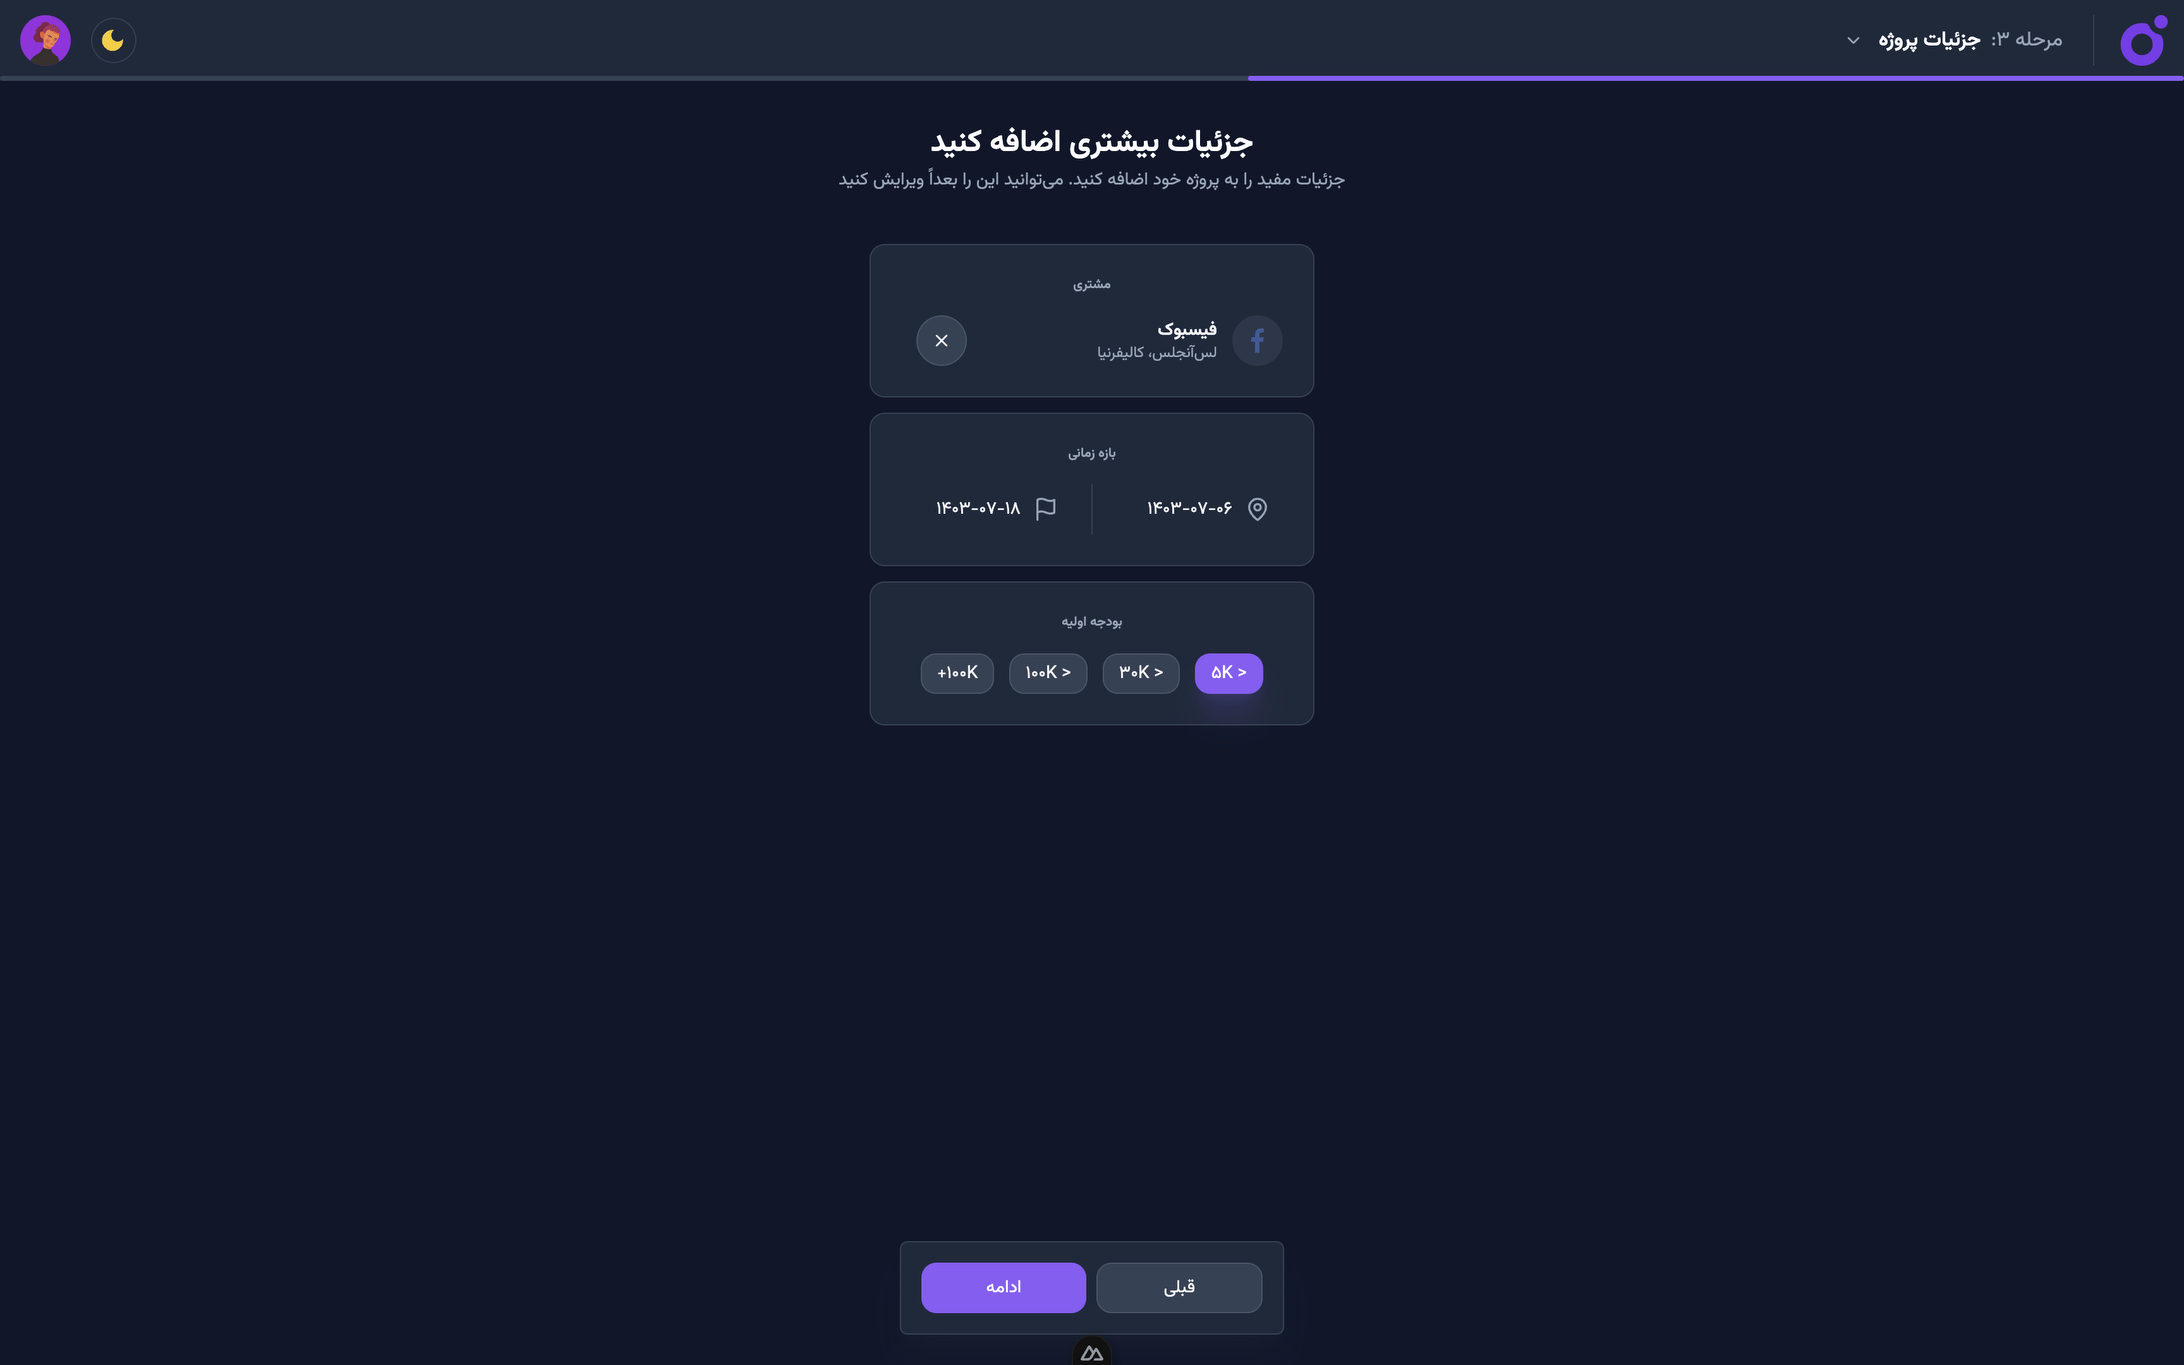 مرحله ۳: جزئیات پروژه
جزئیات بیشتری اضافه کنید
جزئیات مفید را به پروژه خود اضافه کنید. می‌توانید این را بعداً ویرایش کنید
مشتری
فیسبوک
لس‌آنجلس، کالیفرنیا
بازه زمانی
۱۴۰۳-۰۷-۰۶
۱۴۰۳-۰۷-۱۸
بودجه اولیه
۵K >
۳۰K >
۱۰۰K >
+۱۰۰K
قبلی
ادامه